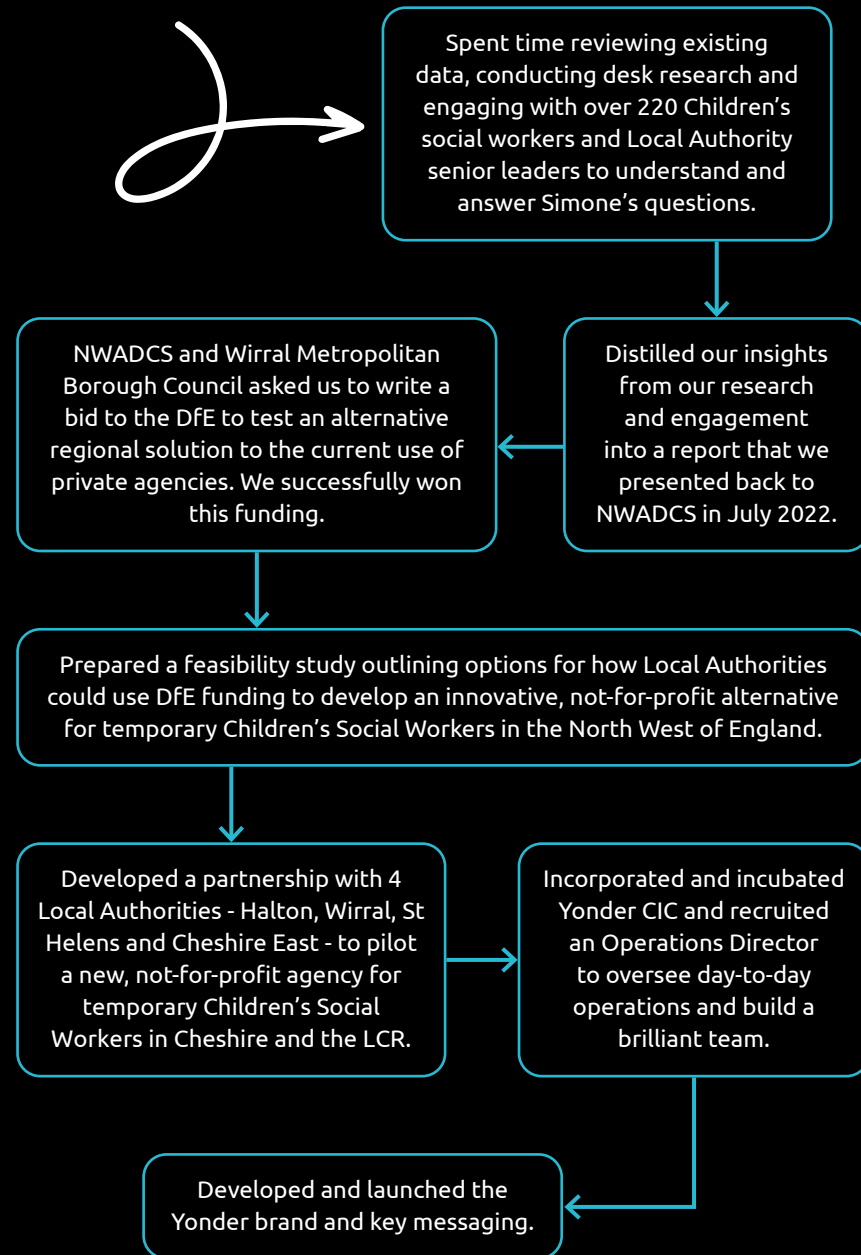 Spent time reviewing existing
data, conducting desk research and
engaging with over 220 Children’s
social workers and Local Authority
senior leaders to understand and
answer Simone’s questions.
Distilled our insights
from our research
and engagement
into a report that we
presented back to
NWADCS in July 2022.
NWADCS and Wirral Metropolitan
Borough Council asked us to write a
bid to the DfE to test an alternative
regional solution to the current use of
private agencies. We successfully won
this funding.
Prepared a feasibility study outlining options for how Local Authorities
could use DfE funding to develop an innovative, not-for-profit alternative
for temporary Children’s Social Workers in the North West of England.
Developed a partnership with 4
Local Authorities - Halton, Wirral, St
Helens and Cheshire East - to pilot
a new, not-for-profit agency for
temporary Children’s Social
Workers in Cheshire and the LCR.
Incorporated and incubated
Yonder CIC and recruited
an Operations Director
to oversee day-to-day
operations and build a
brilliant team.
Developed and launched the
Yonder brand and key messaging.